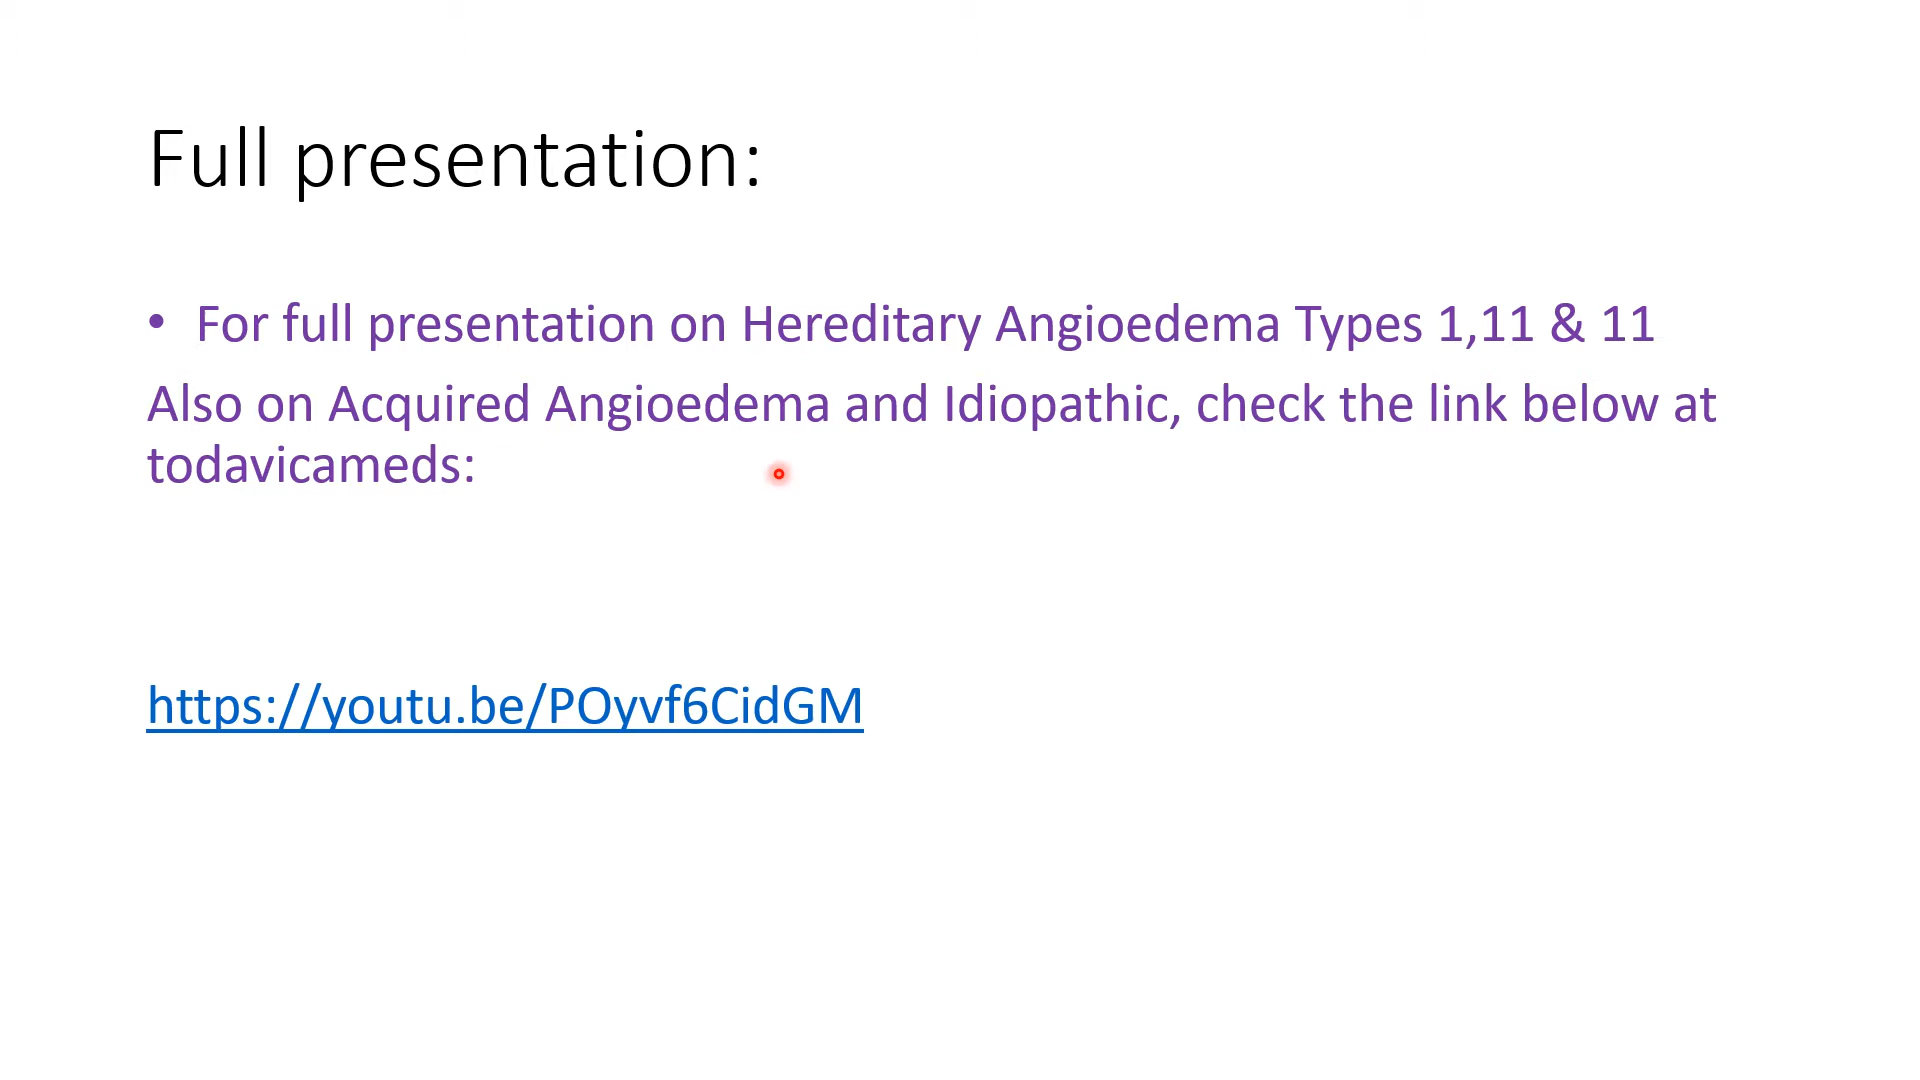 Full presentation:
• For full presentation on Hereditary Angioedema Types 1,11 & 11
Also on Acquired Angioedema and Idiopathic, check the link below at
todavicameds:
https://youtu.be/POyvf6CidGM